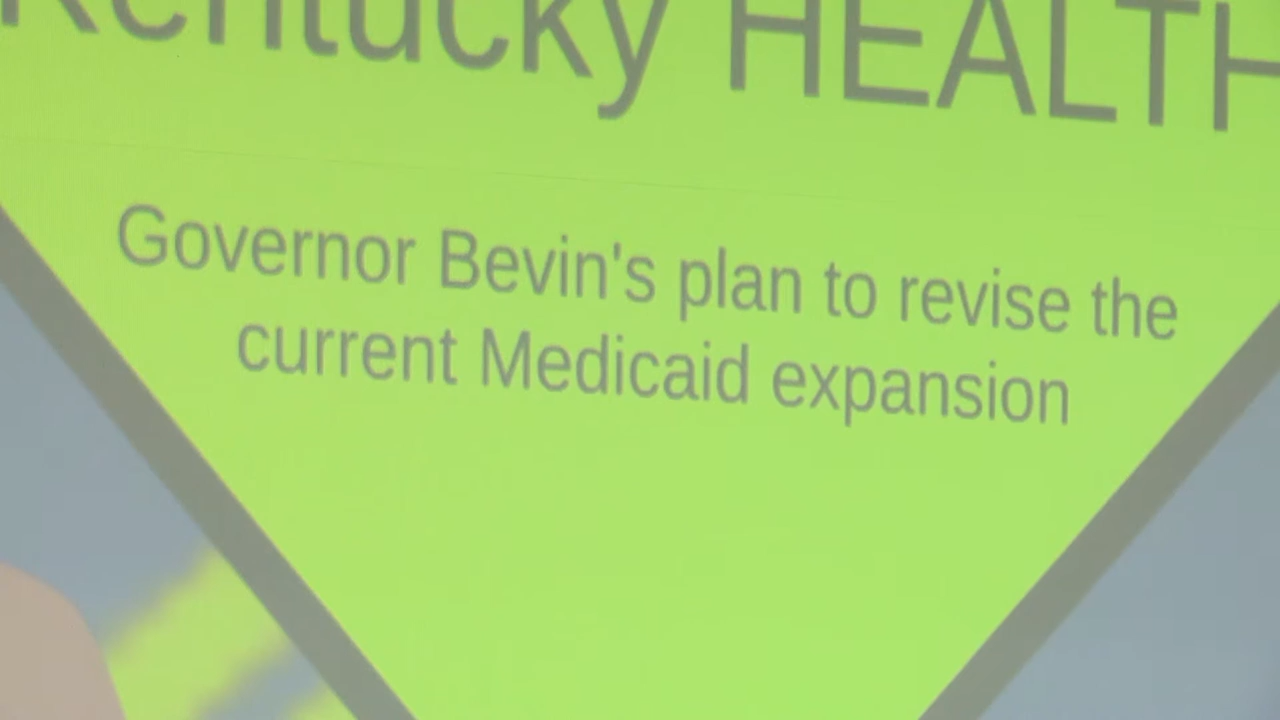 Kentucky HEALTH
Governor Bevin's plan to revise the
current Medicaid expansion